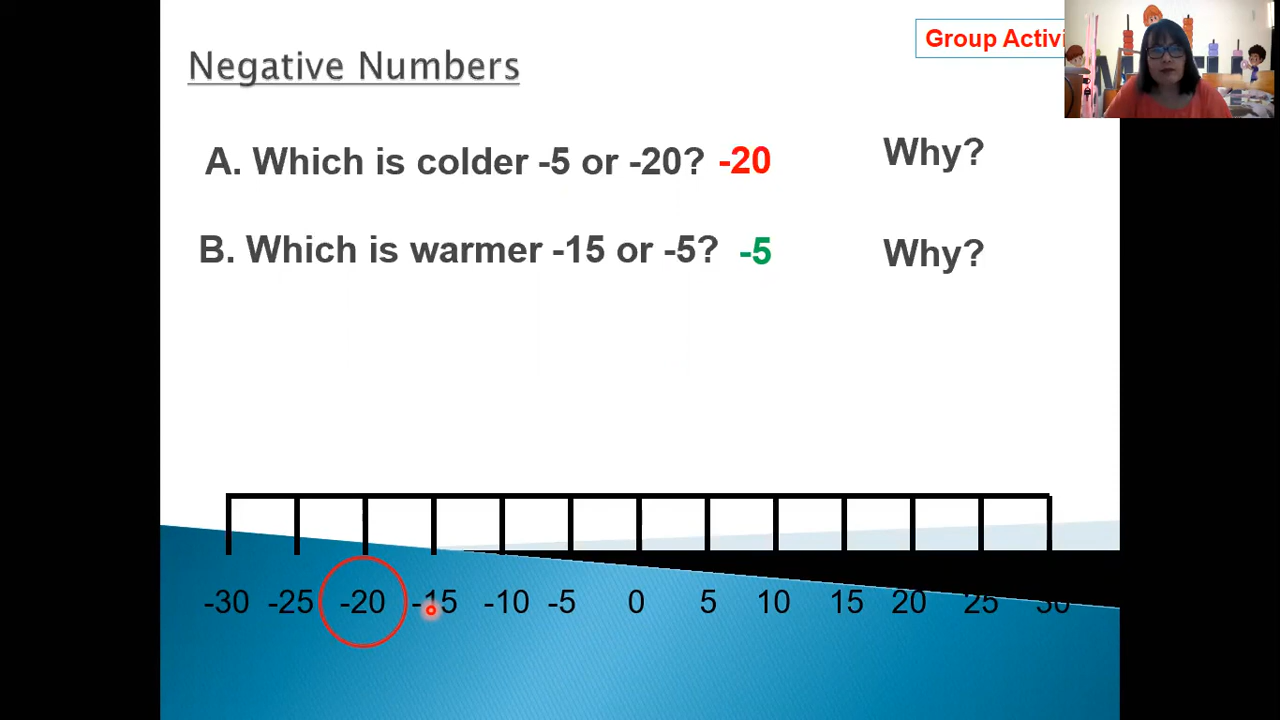 Group Activi
Negative Numbers
A. Which is colder -5 or -20? -20 Why?
B. Which is warmer -15 or -5? -5 Why?
-30 -25 -20 -15 -10 -5 0 5 10 15 20 25 30